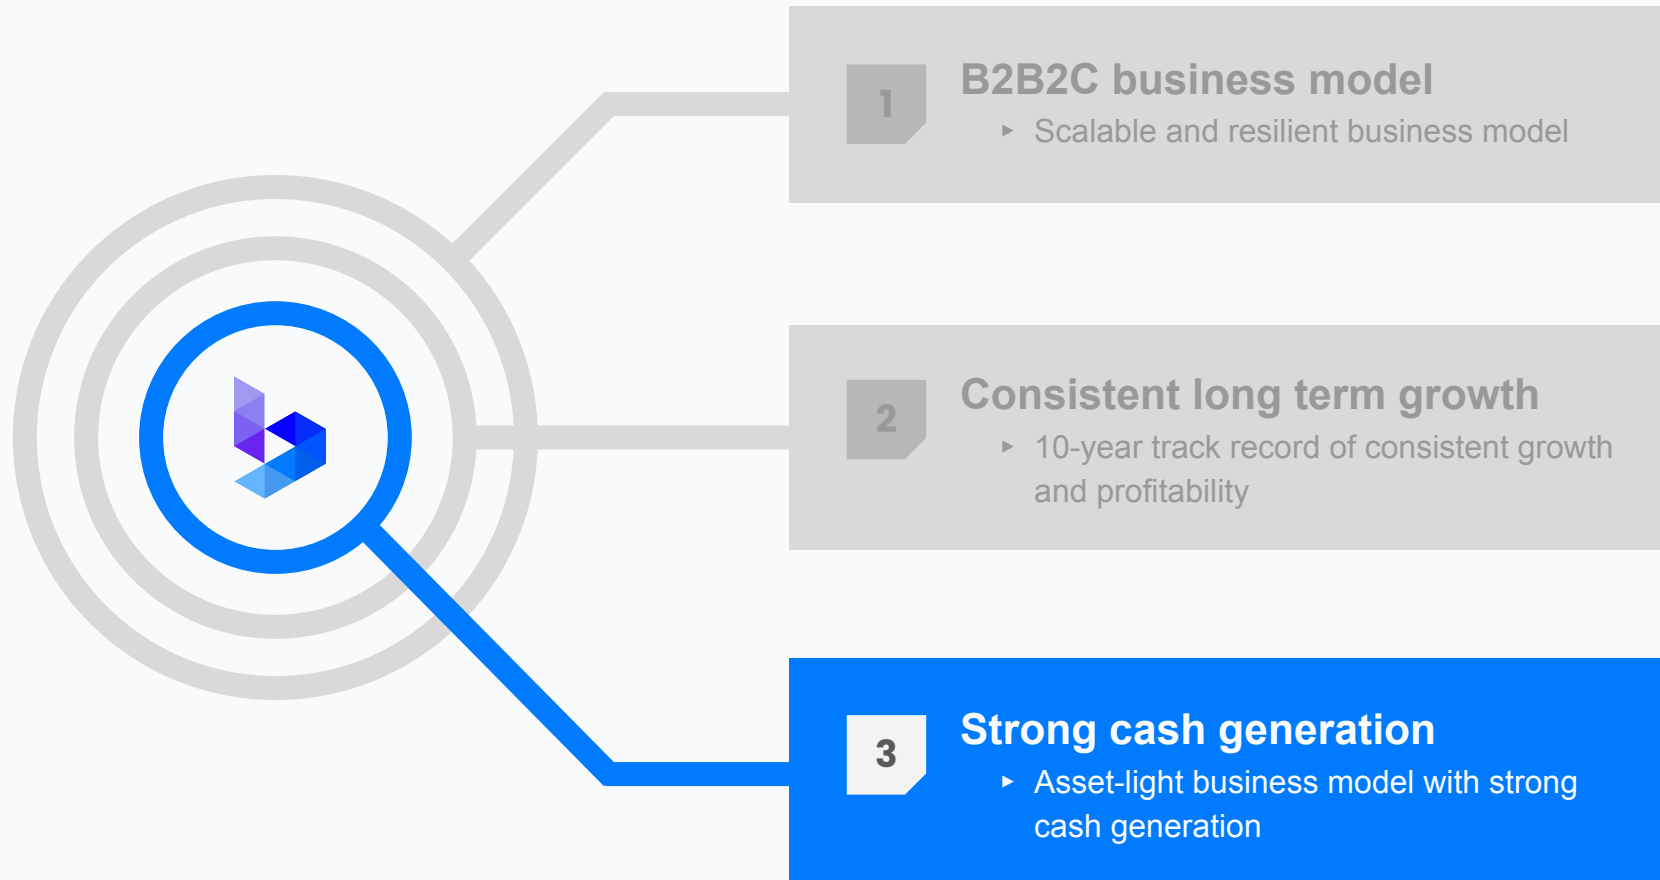 1
B2B2C business model
▸ Scalable and resilient business model
2
Consistent long term growth
▸ 10-year track record of consistent growth
and profitability
3
Strong cash generation
▸ Asset-light business model with strong
cash generation